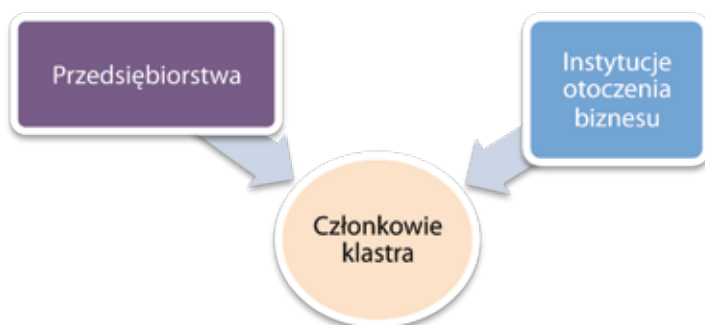 Przedsiębiorstwa
Instytucje
otoczenia
biznesu
Członkowie
klastra